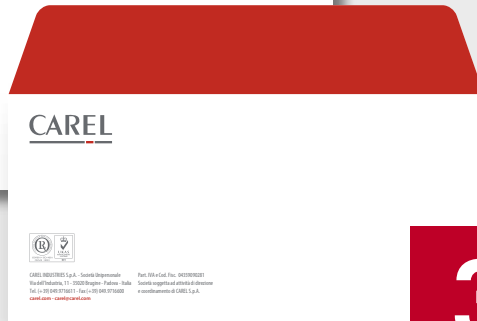 CAREL
CAREL INDUSTRIES S.p.A. - Società Unipersonale
Via dell'Industria, 11 - 35020 Brugine - Padova - Italia
Tel. (+39) 049.9716611 - Fax (+39) 049.9716600
carel.com - carel@carel.com
Part. IVA e Cod. Fisc. 04359090281
Società soggetta ad attività di direzione
e coordinamento di CAREL S.p.A.
3